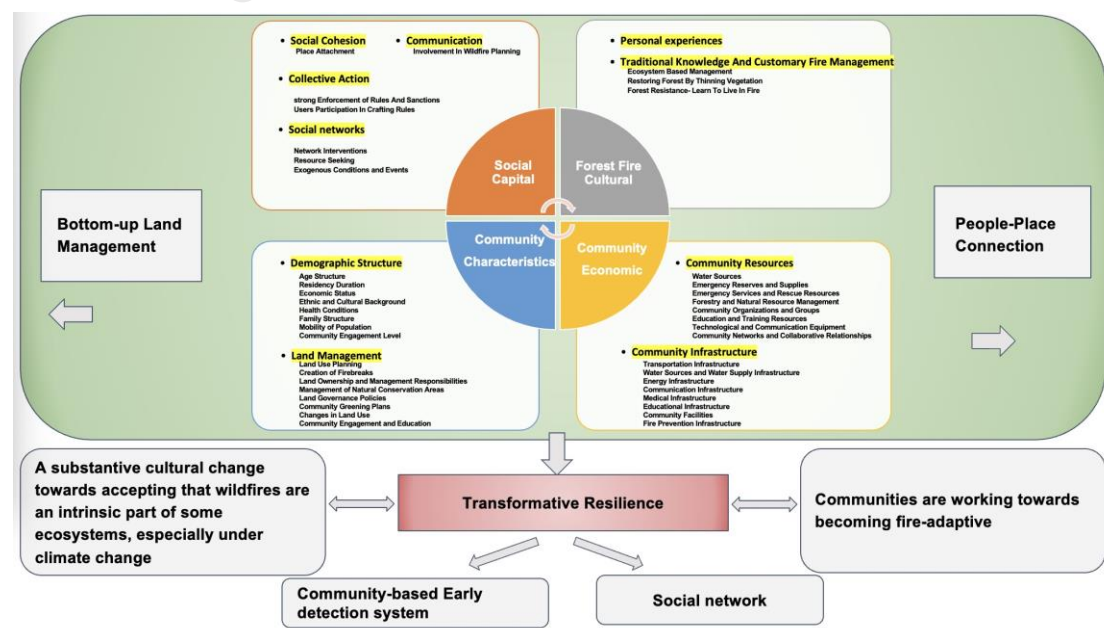 Social Cohesion
Place Attachment
Communication
Involvement In Wildfire Planning
Collective Action
strong Enforcement of Rules And Sanctions
Users Participation In Crafting Rules
Social networks
Network Interventions
Resource Seeking
Exogenous Conditions and Events
Personal experiences
Traditional Knowledge And Customary Fire Management
Ecosystem Based Management
Restoring Forest By Thinning Vegetation
Forest Resistance- Learn To Live In Fire
Social
Capital
Forest Fire
Cultural
Community
Characteristics
Community
Economic
Bottom-up Land
Management
People-Place
Connection
Demographic Structure
Age Structure
Residency Duration
Economic Status
Ethnic and Cultural Background
Health Conditions
Family Structure
Mobility of Population
Community Engagement Level
Land Management
Land Use Planning
Creation of Firebreaks
Land Ownership and Management Responsibilities
Management of Natural Conservation Areas
Land Governance Policies
Community Greening Plans
Changes in Land Use
Community Engagement and Education
Community Resources
Water Sources
Emergency Reserves and Supplies
Emergency Services and Rescue Resources
Forestry and Natural Resource Management
Community Organizations and Groups
Education and Training Resources
Technological and Communication Equipment
Community Networks and Collaborative Relationships
Community Infrastructure
Transportation Infrastructure
Water Sources and Water Supply Infrastructure
Energy Infrastructure
Communication Infrastructure
Medical Infrastructure
Educational Infrastructure
Community Facilities
Fire Prevention Infrastructure
A substantive cultural change
towards accepting that wildfires are
an intrinsic part of some
ecosystems, especially under
climate change
Transformative Resilience
Communities are working towards
becoming fire-adaptive
Community-based Early
detection system
Social network